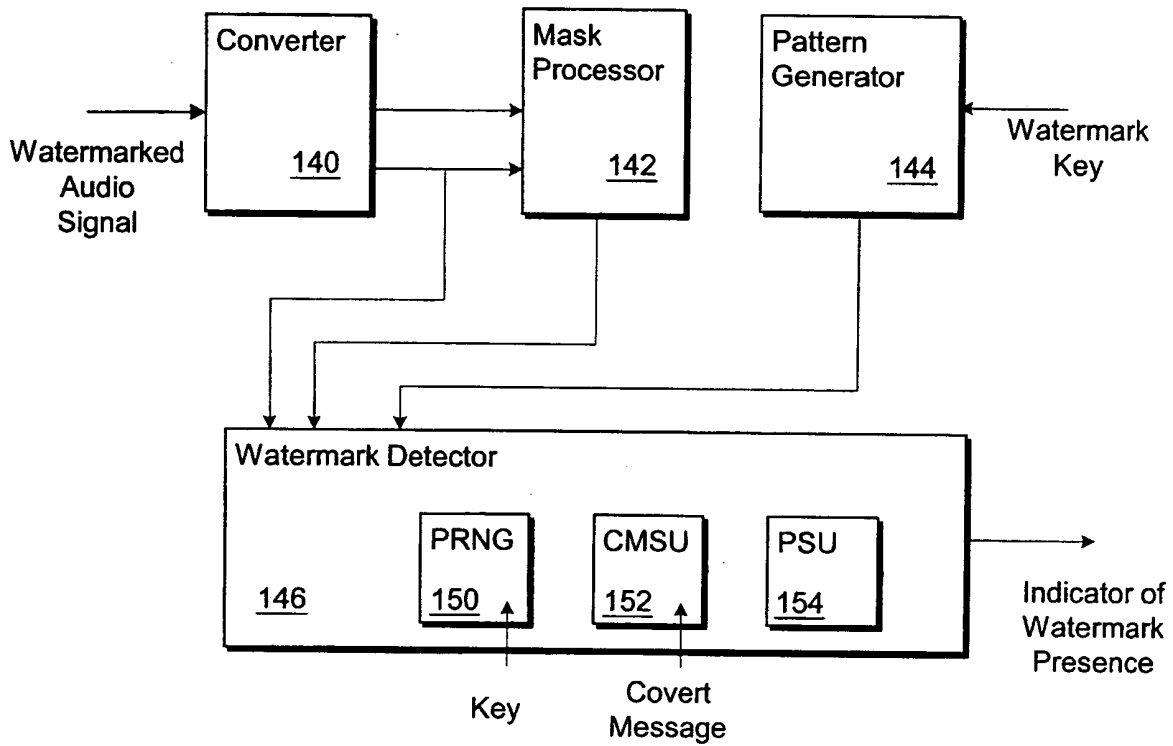 Converter
140
Mask
Processor
142
Pattern
Generator
144
Watermarked
Audio
Signal
Watermark
Key
Watermark Detector
146
PRNG
150
CMSU
152
PSU
154
Key
Covert
Message
Indicator of
Watermark
Presence